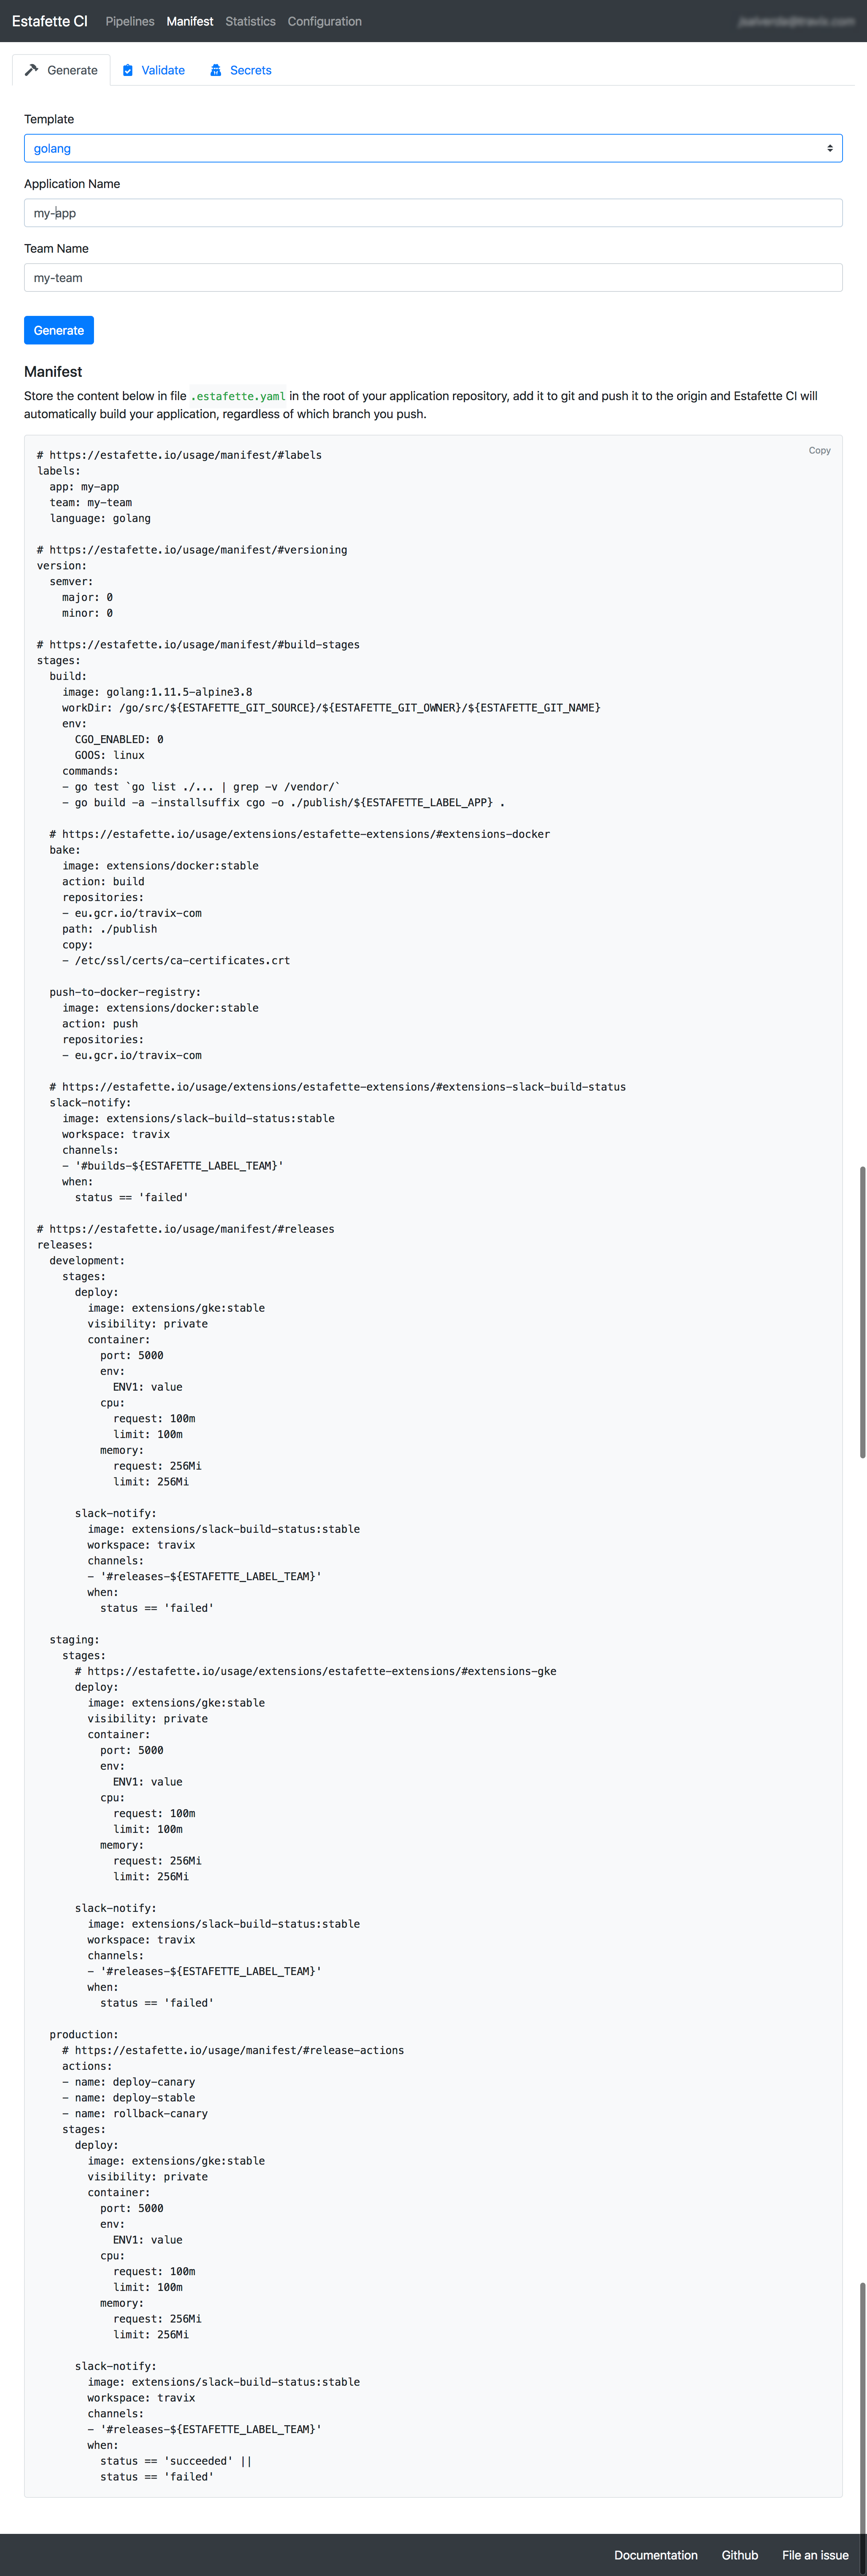 Estafette CI Pipelines Manifest Statistics Configuration
Generate Validate Secrets
Template
golang
Application Name
my-app
Team Name
my-team
Generate
Manifest
Store the content below in file .estafette.yaml in the root of your application repository, add it to git and push it to the origin and Estafette CI will
automatically build your application, regardless of which branch you push.
Copy
# https://estafette.io/usage/manifest/#labels
labels:
  app: my-app
  team: my-team
  language: golang

# https://estafette.io/usage/manifest/#versioning
version:
  semver:
    major: 0
    minor: 0

# https://estafette.io/usage/manifest/#build-stages
stages:
  build:
    image: golang:1.11.5-alpine3.8
    workDir: /go/src/${ESTAFETTE_GIT_SOURCE}/${ESTAFETTE_GIT_OWNER}/${ESTAFETTE_GIT_NAME}
    env:
      CGO_ENABLED: 0
      GOOS: linux
    commands:
    - go test `go list ./... | grep -v /vendor/`
    - go build -a -installsuffix cgo -o ./publish/${ESTAFETTE_LABEL_APP} .

  # https://estafette.io/usage/extensions/estafette-extensions/#extensions-docker
  bake:
    image: extensions/docker:stable
    action: build
    repositories:
    - eu.gcr.io/travix-com
    path: ./publish
    copy:
    - /etc/ssl/certs/ca-certificates.crt

  push-to-docker-registry:
    image: extensions/docker:stable
    action: push
    repositories:
    - eu.gcr.io/travix-com

  # https://estafette.io/usage/extensions/estafette-extensions/#extensions-slack-build-status
  slack-notify:
    image: extensions/slack-build-status:stable
    workspace: travix
    channels:
    - '#builds-${ESTAFETTE_LABEL_TEAM}'
    when:
      status == 'failed'

# https://estafette.io/usage/manifest/#releases
releases:
  development:
    stages:
      deploy:
        image: extensions/gke:stable
        visibility: private
        container:
          port: 5000
          env:
            ENV1: value
          cpu:
            request: 100m
            limit: 100m
          memory:
            request: 256Mi
            limit: 256Mi

      slack-notify:
        image: extensions/slack-build-status:stable
        workspace: travix
        channels:
        - '#releases-${ESTAFETTE_LABEL_TEAM}'
        when:
          status == 'failed'

  staging:
    stages:
      # https://estafette.io/usage/extensions/estafette-extensions/#extensions-gke
      deploy:
        image: extensions/gke:stable
        visibility: private
        container:
          port: 5000
          env:
            ENV1: value
          cpu:
            request: 100m
            limit: 100m
          memory:
            request: 256Mi
            limit: 256Mi

      slack-notify:
        image: extensions/slack-build-status:stable
        workspace: travix
        channels:
        - '#releases-${ESTAFETTE_LABEL_TEAM}'
        when:
          status == 'failed'

  production:
    # https://estafette.io/usage/manifest/#release-actions
    actions:
    - name: deploy-canary
    - name: deploy-stable
    - name: rollback-canary
    stages:
      deploy:
        image: extensions/gke:stable
        visibility: private
        container:
          port: 5000
          env:
            ENV1: value
          cpu:
            request: 100m
            limit: 100m
          memory:
            request: 256Mi
            limit: 256Mi

      slack-notify:
        image: extensions/slack-build-status:stable
        workspace: travix
        channels:
        - '#releases-${ESTAFETTE_LABEL_TEAM}'
        when:
          status == 'succeeded' ||
          status == 'failed'
Documentation Github File an issue